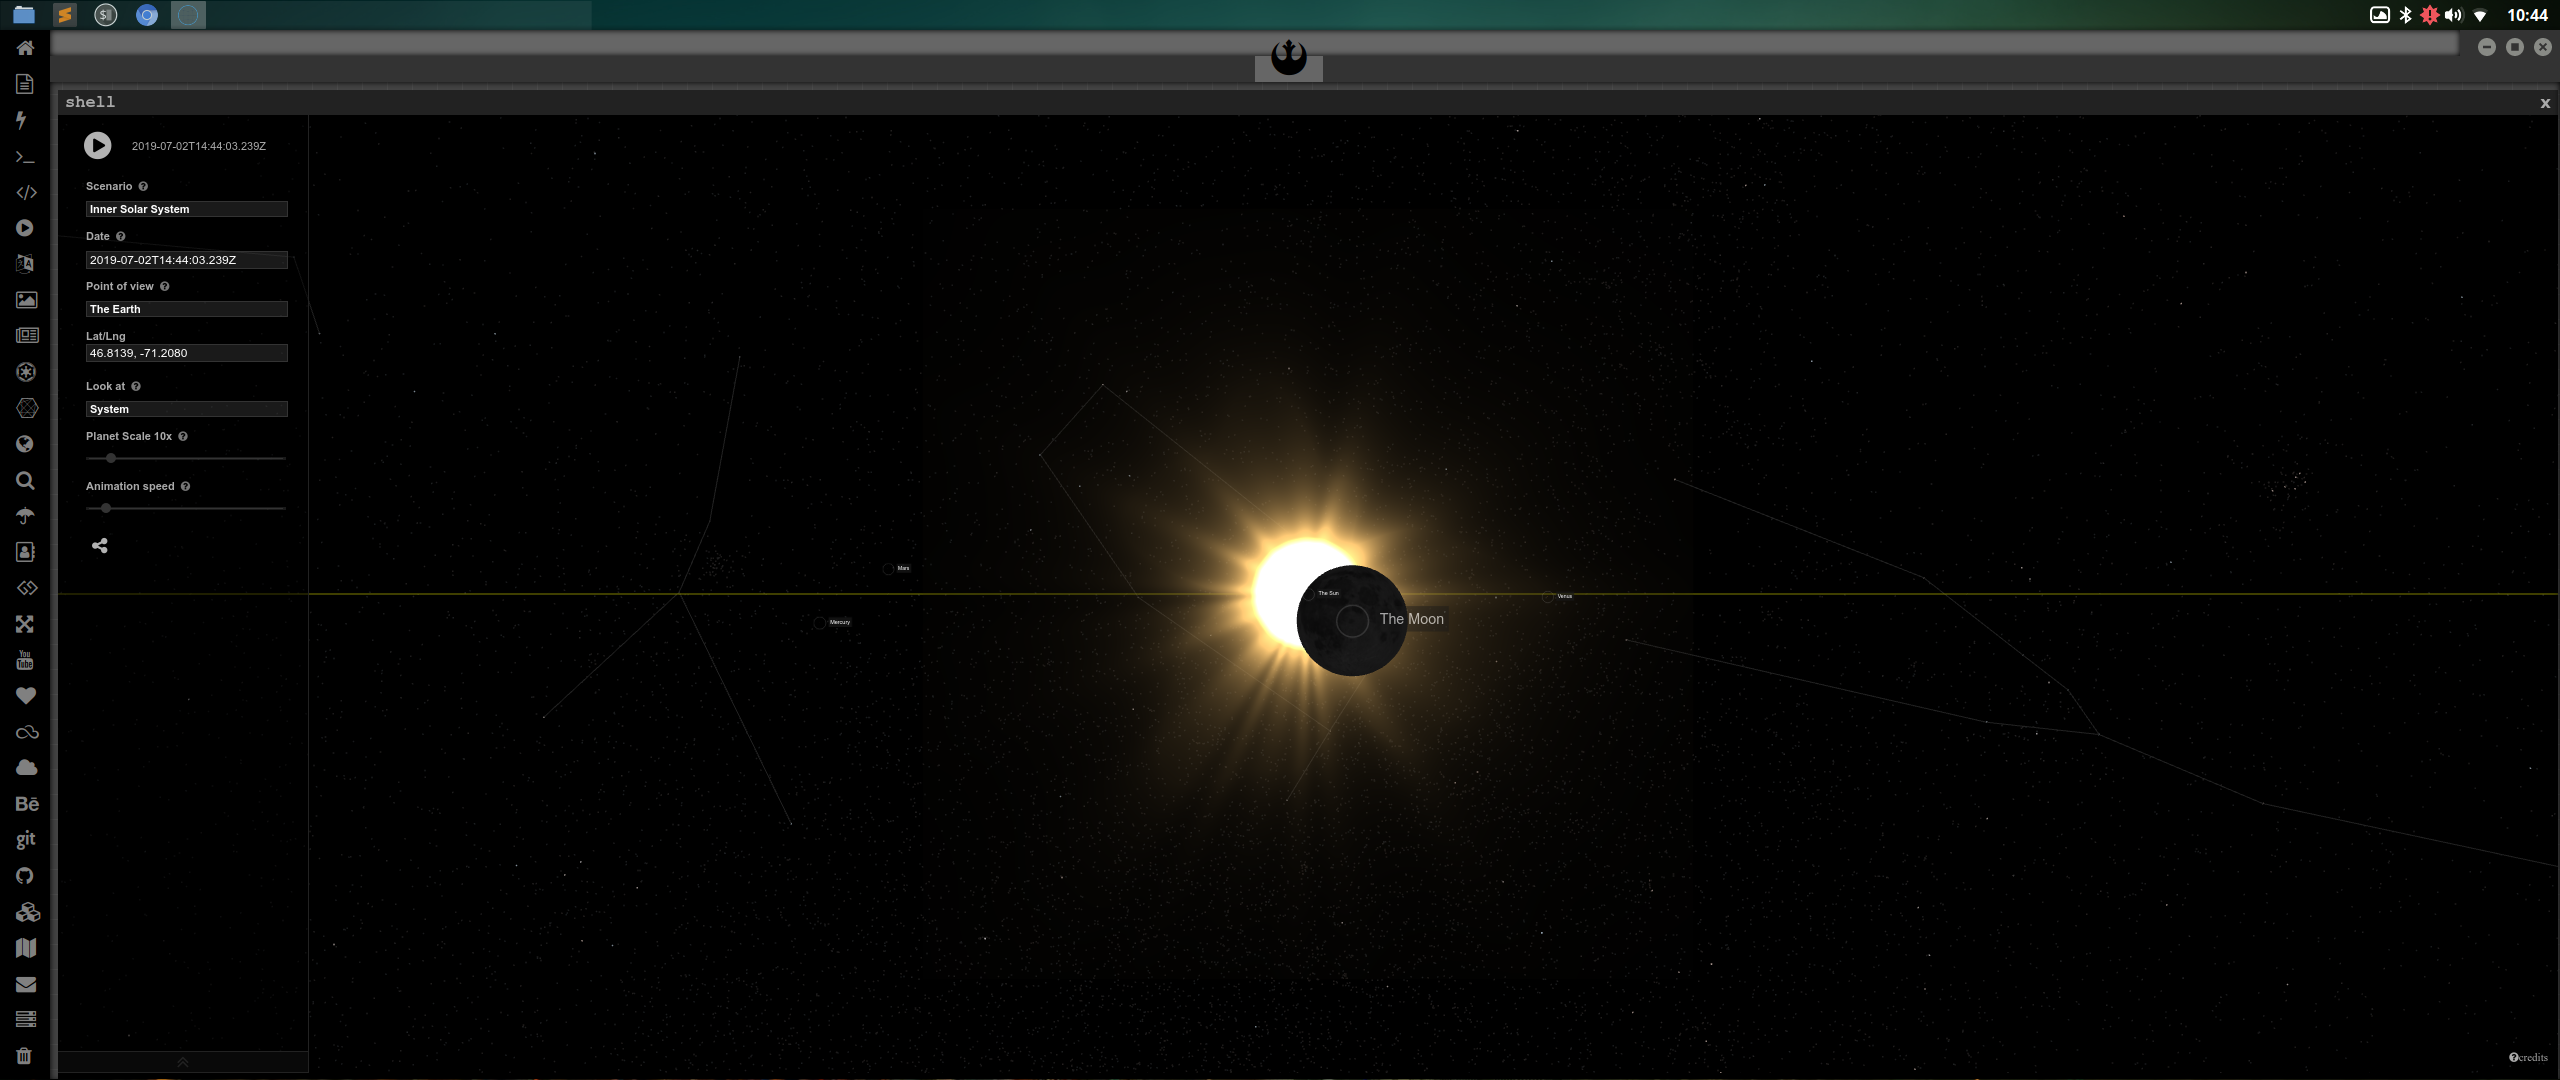 10:44
shell
x
2019-07-02T14:44:03.239Z
Scenario
Inner Solar System
Date
2019-07-02T14:44:03.239Z
Point of view
The Earth
Lat/Lng
46.8139, -71.2080
Look at
System
Planet Scale 10x
Animation speed
Mars
Mercury
The Sun
The Moon
Venus
You
Tube
Bē
git
credits